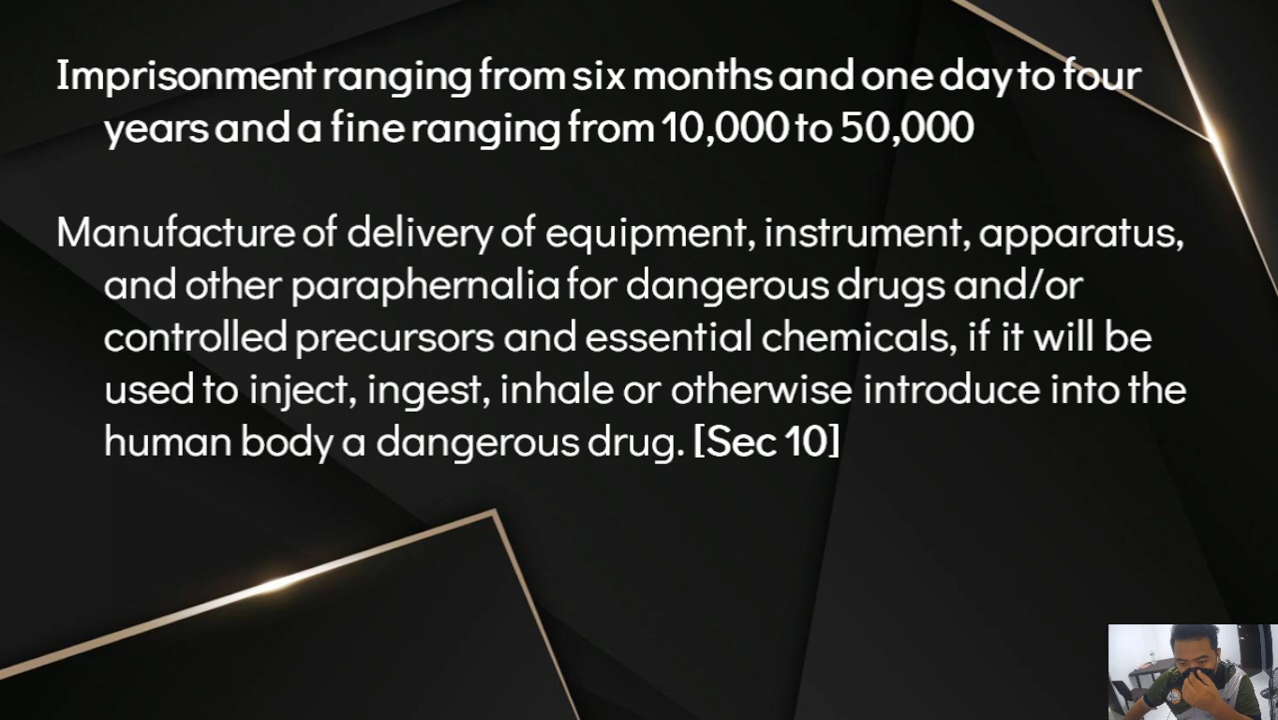 Imprisonment ranging from six months and one day to four
years and a fine ranging from 10,000 to 50,000
Manufacture of delivery of equipment, instrument, apparatus,
and other paraphernalia for dangerous drugs and/or
controlled precursors and essential chemicals, if it will be
used to inject, ingest, inhale or otherwise introduce into the
human body a dangerous drug. [Sec 10]